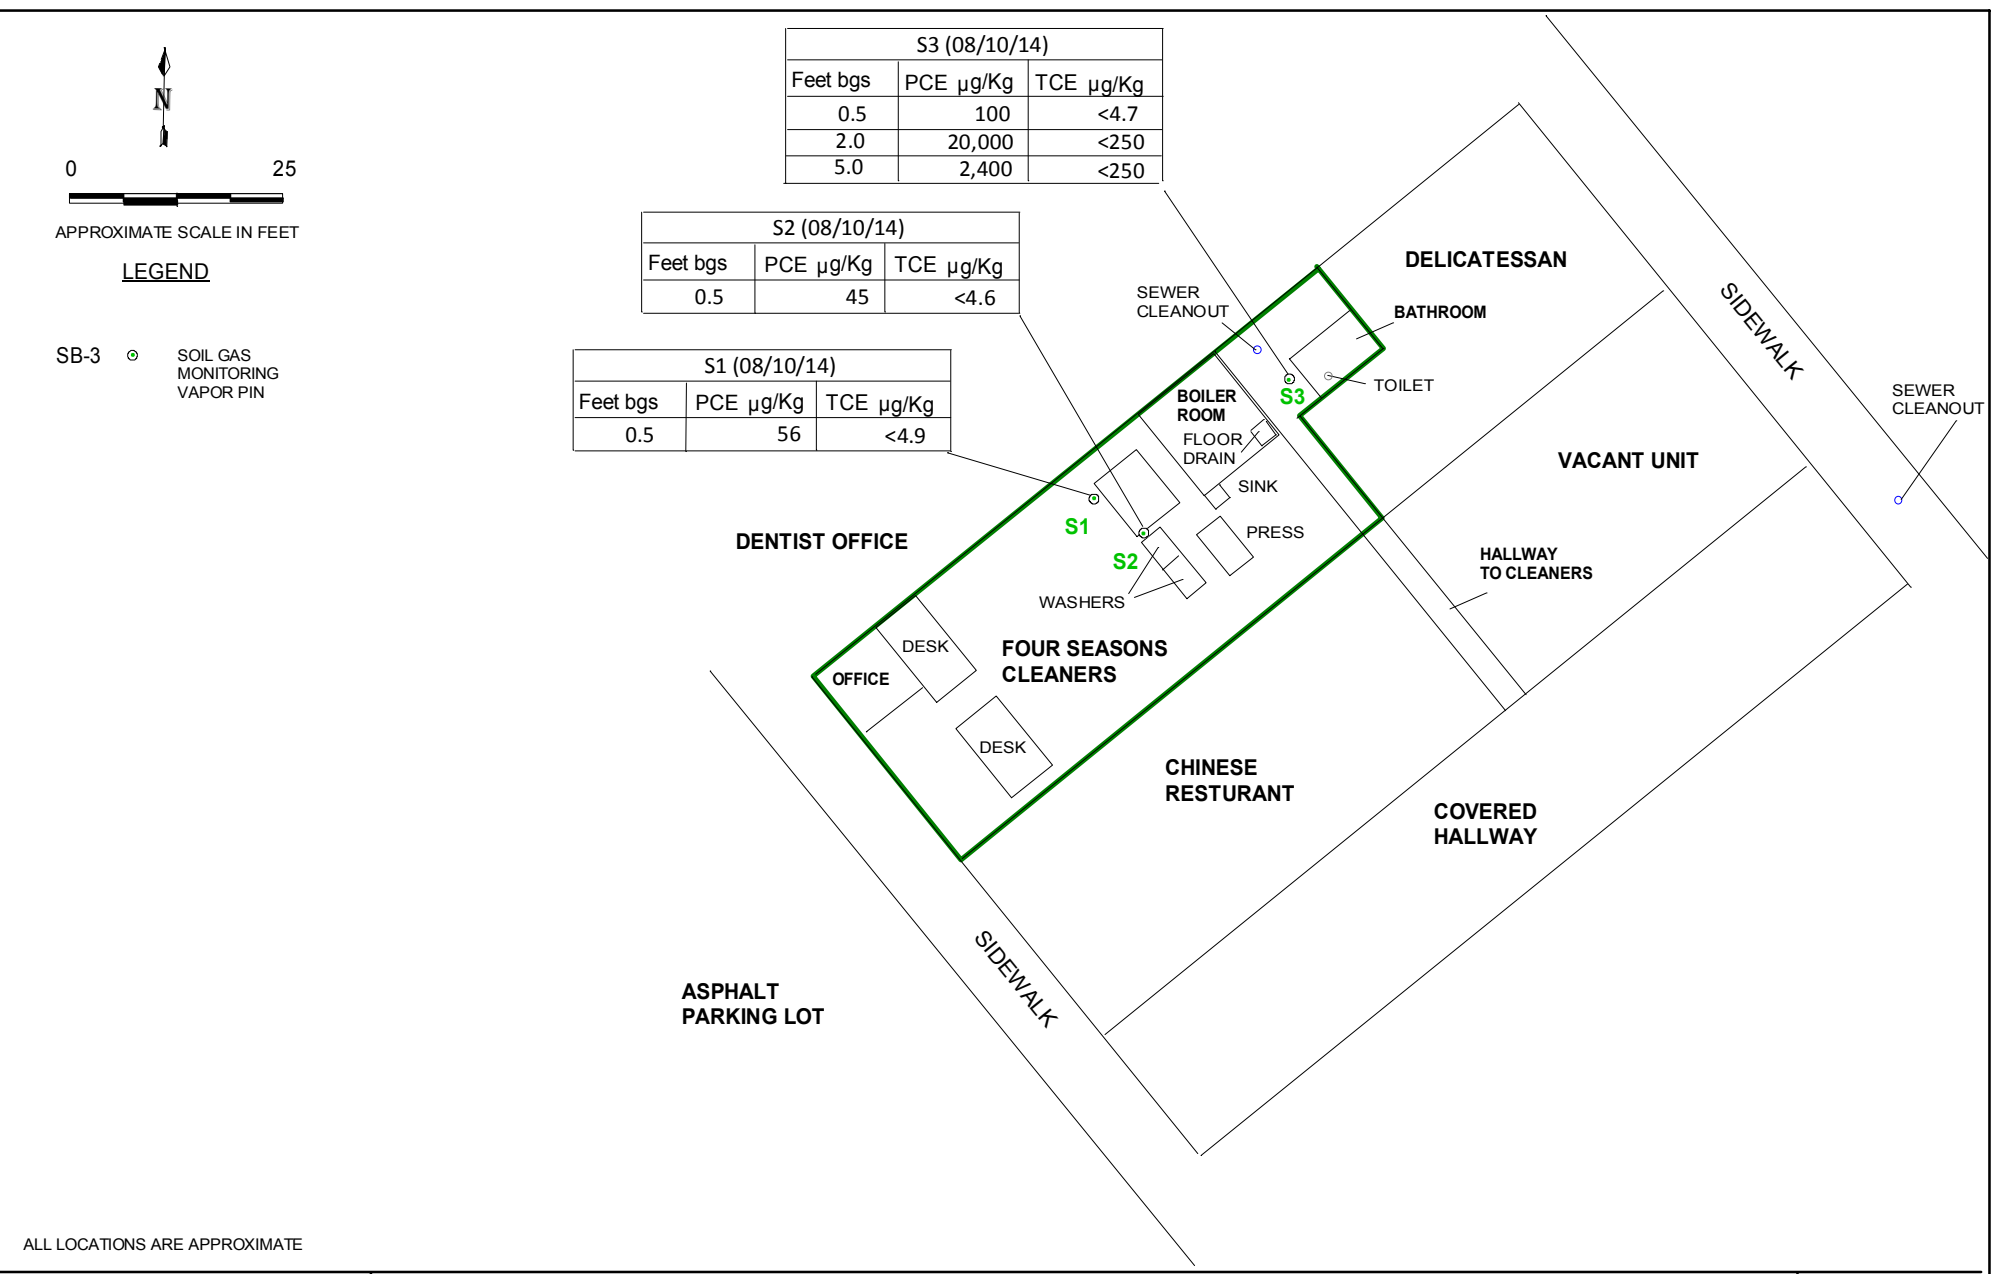 N
0 25
APPROXIMATE SCALE IN FEET
LEGEND
SB-3 SOIL GAS
MONITORING
VAPOR PIN
S3 (08/10/14)
Feet bgs PCE µg/Kg TCE µg/Kg
0.5 100 <4.7
2.0 20,000 <250
5.0 2,400 <250
S2 (08/10/14)
Feet bgs PCE µg/Kg TCE µg/Kg
0.5 45 <4.6
S1 (08/10/14)
Feet bgs PCE µg/Kg TCE µg/Kg
0.5 56 <4.9
DELICATESSAN
SEWER
CLEANOUT
BATHROOM
SIDEWALK
TOILET
S3
BOILER
ROOM
FLOOR
DRAIN
SEWER
CLEANOUT
VACANT UNIT
SINK
S1
PRESS
DENTIST OFFICE
S2
HALLWAY
TO CLEANERS
WASHERS
DESK
FOUR SEASONS
CLEANERS
OFFICE
DESK
CHINESE
RESTURANT
COVERED
HALLWAY
SIDEWALK
ASPHALT
PARKING LOT
ALL LOCATIONS ARE APPROXIMATE